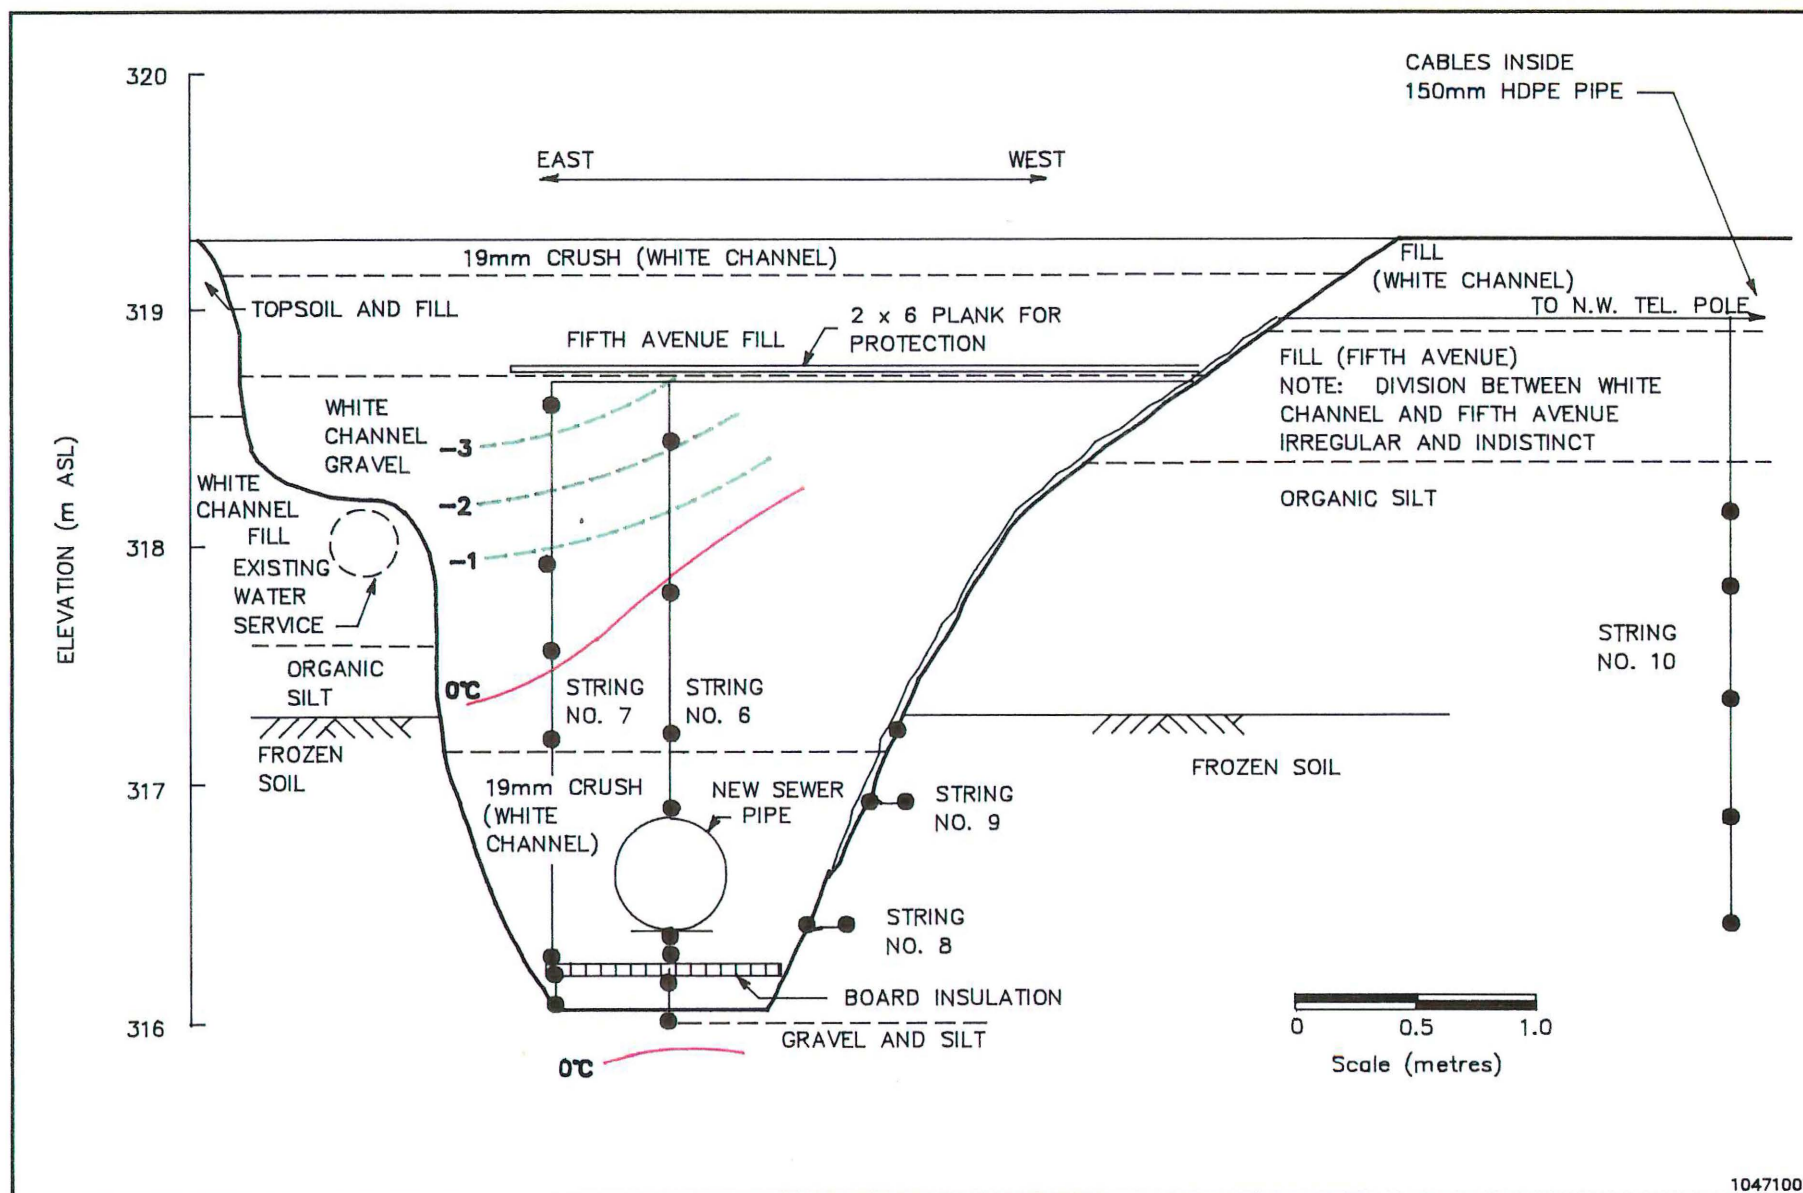 320
CABLES INSIDE
150mm HDPE PIPE
EAST
WEST
19mm CRUSH (WHITE CHANNEL)
FILL
(WHITE CHANNEL)
319
TOPSOIL AND FILL
TO N.W. TEL. POLE
2 x 6 PLANK FOR
PROTECTION
FIFTH AVENUE FILL
FILL (FIFTH AVENUE)
NOTE: DIVISION BETWEEN WHITE
CHANNEL AND FIFTH AVENUE
IRREGULAR AND INDISTINCT
WHITE
CHANNEL
GRAVEL
-3
-2
-1
ELEVATION (m ASL)
WHITE
CHANNEL
FILL
ORGANIC SILT
318
EXISTING
WATER
SERVICE
ORGANIC
SILT
0°C
STRING
NO. 7
STRING
NO. 6
STRING
NO. 10
FROZEN
SOIL
FROZEN SOIL
317
19mm CRUSH
(WHITE
CHANNEL)
NEW SEWER
PIPE
STRING
NO. 9
STRING
NO. 8
BOARD INSULATION
316
GRAVEL AND SILT
0°C
0 0.5 1.0
Scale (metres)
1047100